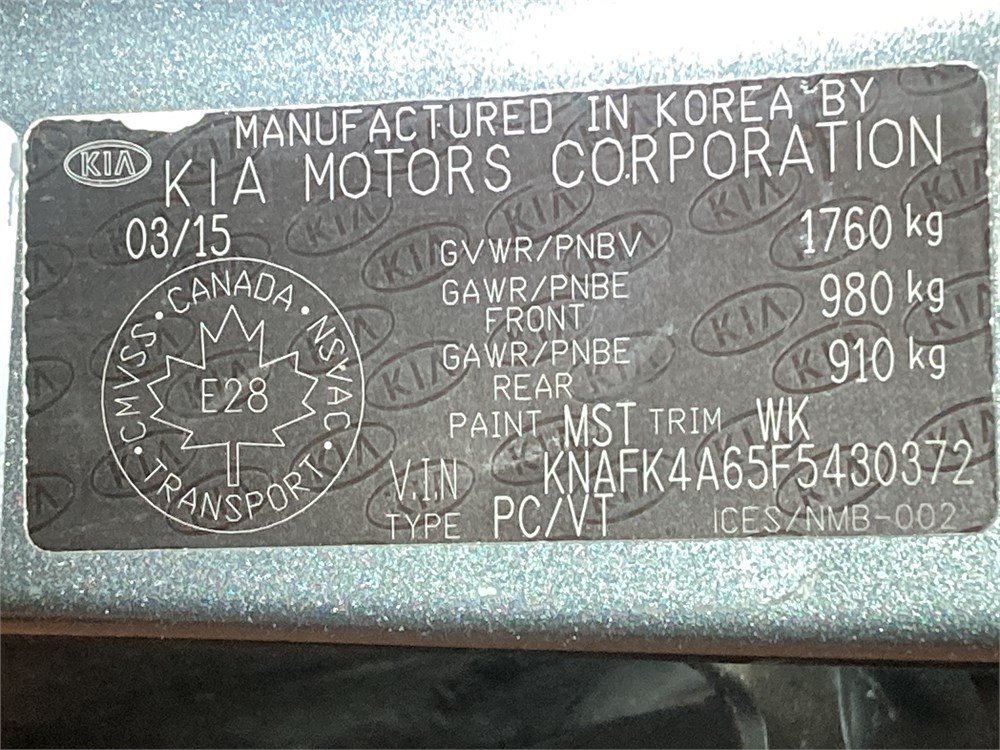 MANUFACTURED IN KOREA BY
KIA
KIA MOTORS CORPORATION
03/15
GVWR/PNBV 1760 kg
GAWR/PNBE FRONT 980 kg
GAWR/PNBE REAR 910 kg
CANADA • NSVAC • TRANSPORT • CMVSS •
E28
PAINT MST TRIM WK
V.I.N KNAFK4A65F5430372
TYPE PC/VT ICES/NMB-002